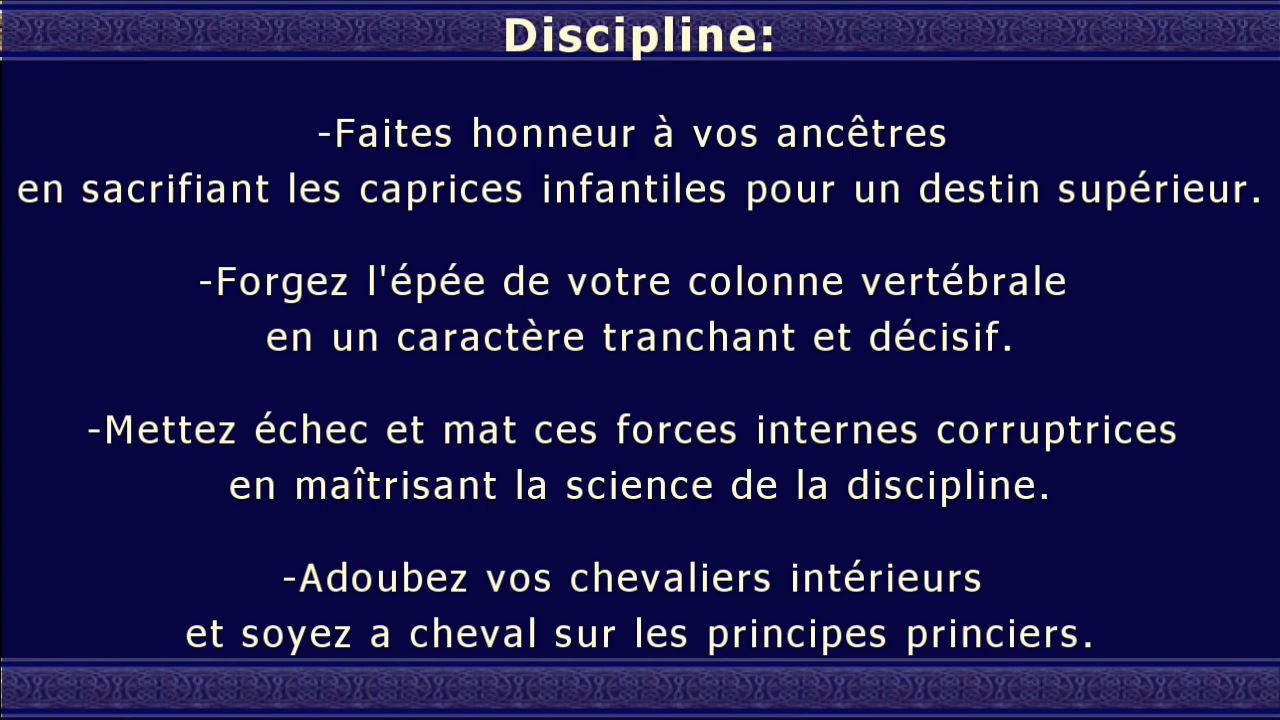 Discipline:
-Faites honneur à vos ancêtres
en sacrifiant les caprices infantiles pour un destin supérieur.
-Forgez l'épée de votre colonne vertébrale
en un caractère tranchant et décisif.
-Mettez échec et mat ces forces internes corruptrices
en maîtrisant la science de la discipline.
-Adoubez vos chevaliers intérieurs
et soyez a cheval sur les principes princiers.